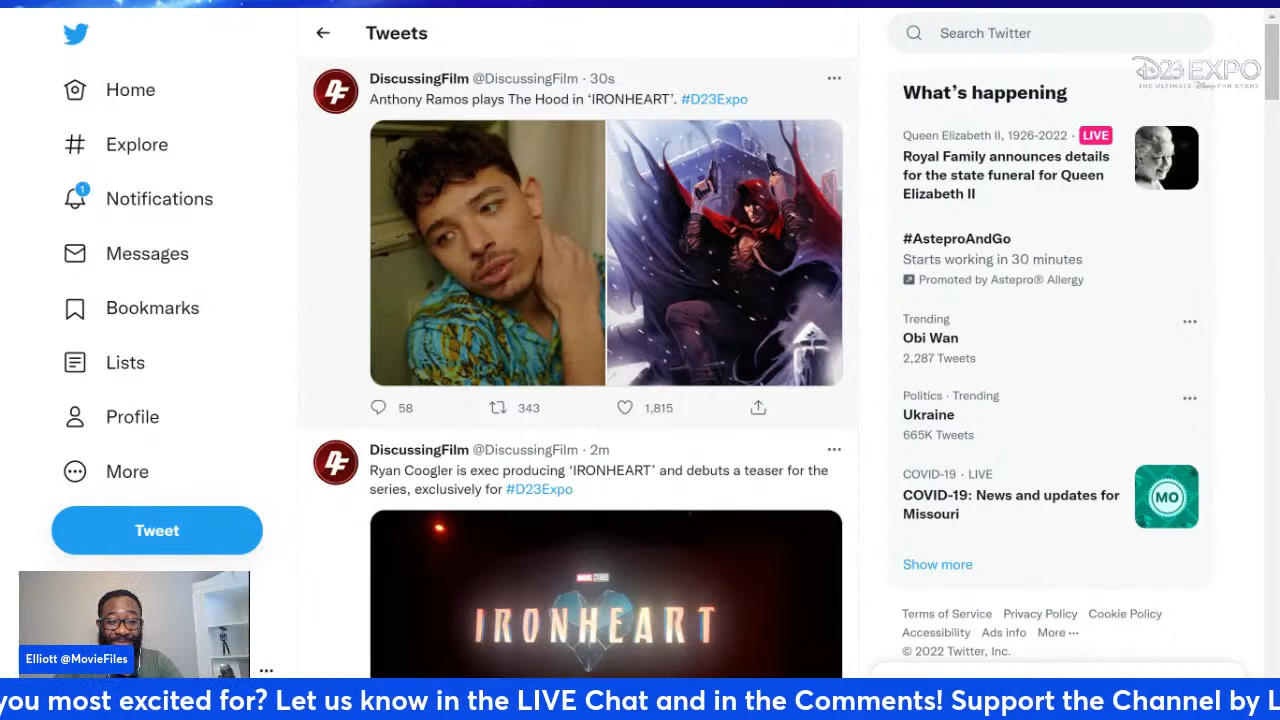 Home
Explore
1
Notifications
Messages
Bookmarks
Lists
Profile
More
Tweet
Elliott @MovieFiles
Tweets
DiscussingFilm @DiscussingFilm · 30s
Anthony Ramos plays The Hood in ‘IRONHEART’. #D23Expo
58 343 1,815
DiscussingFilm @DiscussingFilm · 2m
Ryan Coogler is exec producing ‘IRONHEART’ and debuts a teaser for the
series, exclusively for #D23Expo
IRONHEART
Search Twitter
D23 EXPO
THE ULTIMATE Disney FAN EVENT
What’s happening
Queen Elizabeth II, 1926-2022 · LIVE
Royal Family announces details
for the state funeral for Queen
Elizabeth II
#AsteproAndGo
Starts working in 30 minutes
Promoted by Astepro® Allergy
Trending
Obi Wan
2,287 Tweets
Politics · Trending
Ukraine
665K Tweets
COVID-19 · LIVE
COVID-19: News and updates for
Missouri
MO
Show more
Terms of Service Privacy Policy Cookie Policy
Accessibility Ads info More ···
© 2022 Twitter, Inc.
you most excited for? Let us know in the LIVE Chat and in the Comments! Support the Channel by L